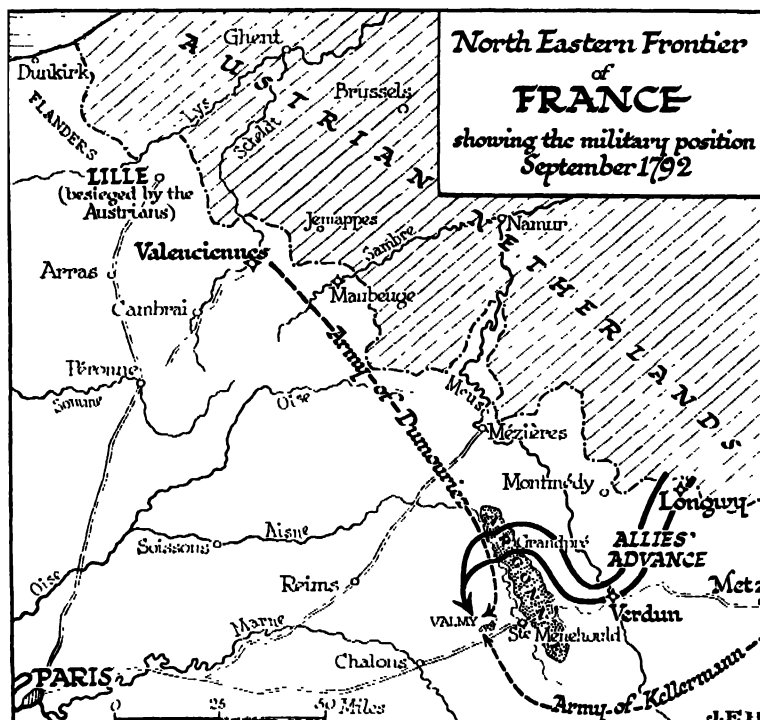 North Eastern Frontier
of
FRANCE
showing the military position
September 1792
AUSTRIAN
NETHERLANDS
Ghent
Dunkirk
FLANDERS
Lys
Scheldt
Brussels
LILLE
(besieged by the
Austrians)
Jemappes
Sambre
Namur
Valenciennes
Arras
Maubeuge
Cambrai
Péronne
Somme
Oise
Meuse
Mézières
Army of Dumouriez
Montmédy
Longwy
ALLIES'
ADVANCE
Aisne
Soissons
Grandpré
ARGONNE
Oise
Reims
Metz
Verdun
Marne
VALMY
Ste Menehould
Chalons
PARIS
Army of Kellermann
0 25 50 Miles
J.F.H